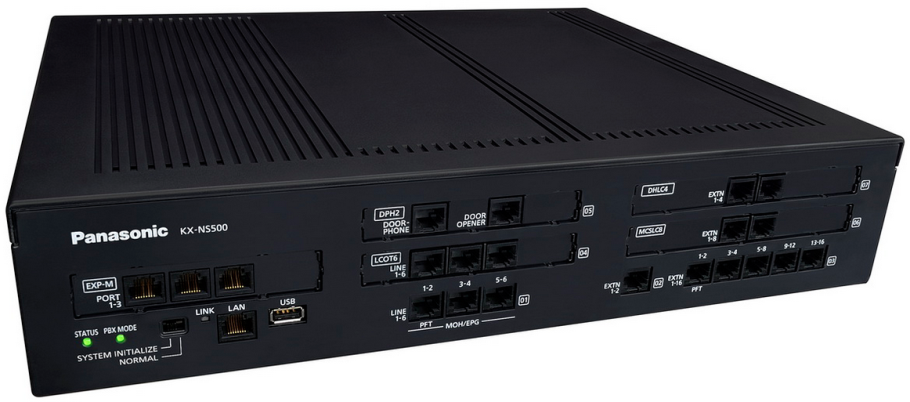 Panasonic KX-NS500
EXP-M
PORT
1-3
STATUS PBX MODE
SYSTEM INITIALIZE
NORMAL
LINK LAN USB
DPH2
DOOR-
PHONE
DOOR
OPENER
05
LCOT6
LINE
1-6
1-2 3-4 5-6
04
LINE
1-6
PFT MOH/EPG
01
DHLC4
EXTN
1-4
07
MCSLC8
EXTN
1-8
06
EXTN
1-2
02
EXTN
1-16
1-2 3-4 5-8 9-12 13-16
PFT
03